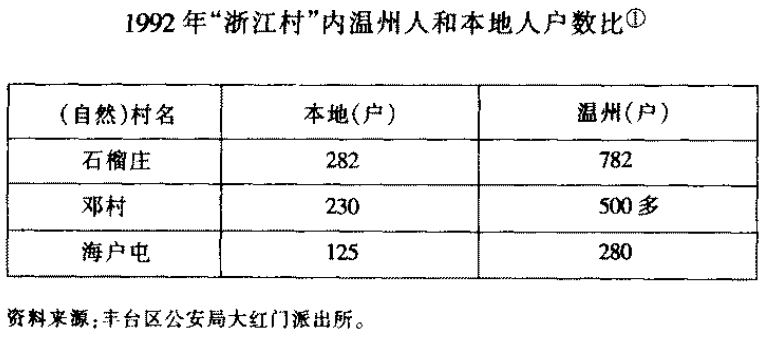 1992年“浙江村”内温州人和本地人户数比①
(自然)村名 本地(户) 温州(户)
石榴庄 282 782
邓村 230 500多
海户屯 125 280
资料来源:丰台区公安局大红门派出所。